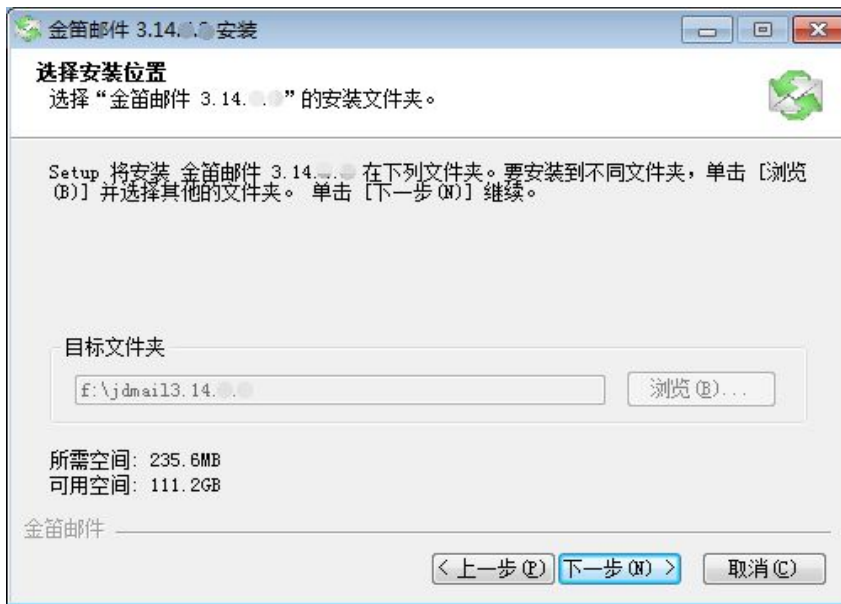 金笛邮件 3.14. 安装
选择安装位置
选择“金笛邮件 3.14. . ”的安装文件夹。
Setup 将安装 金笛邮件 3.14. . 在下列文件夹。要安装到不同文件夹，单击 [浏览
(B)] 并选择其他的文件夹。 单击 [下一步(N)] 继续。
目标文件夹
f:\jdmail3.14. .
浏览(B)...
所需空间: 235.6MB
可用空间: 111.2GB
金笛邮件
< 上一步(P)
下一步(N) >
取消(C)